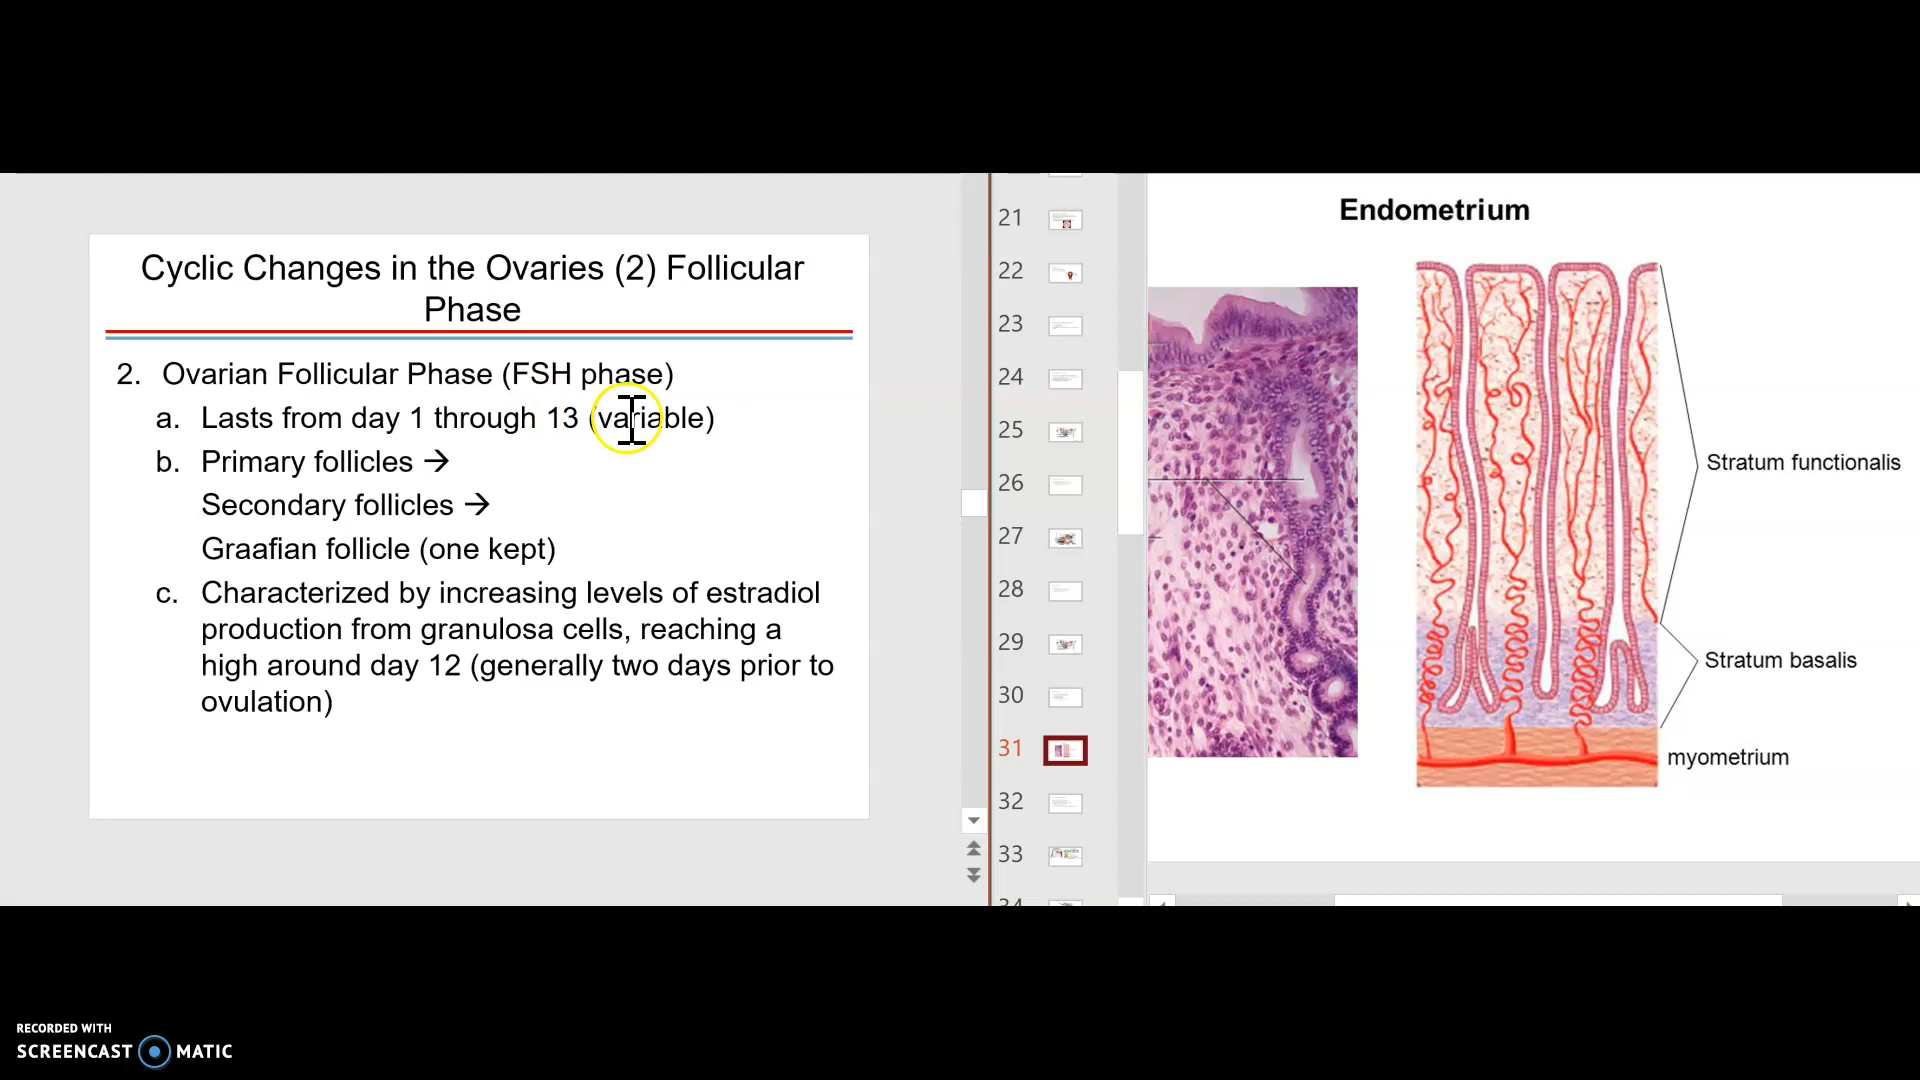 Cyclic Changes in the Ovaries (2) Follicular
Phase
2. Ovarian Follicular Phase (FSH phase)
a. Lasts from day 1 through 13 (variable)
b. Primary follicles →
Secondary follicles →
Graafian follicle (one kept)
c. Characterized by increasing levels of estradiol
production from granulosa cells, reaching a
high around day 12 (generally two days prior to
ovulation)
21
22
23
24
25
26
27
28
29
30
31
32
33
34
Endometrium
Stratum functionalis
Stratum basalis
myometrium
RECORDED WITH
SCREENCAST MATIC